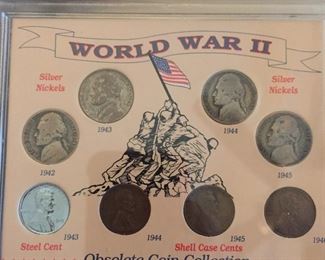 WORLD WAR II
Silver
Nickels
Silver
Nickels
1943
1944
1942
1945
1943
1944
1945
1946
Steel Cent
Shell Case Cents
Obsolete Coin Collection